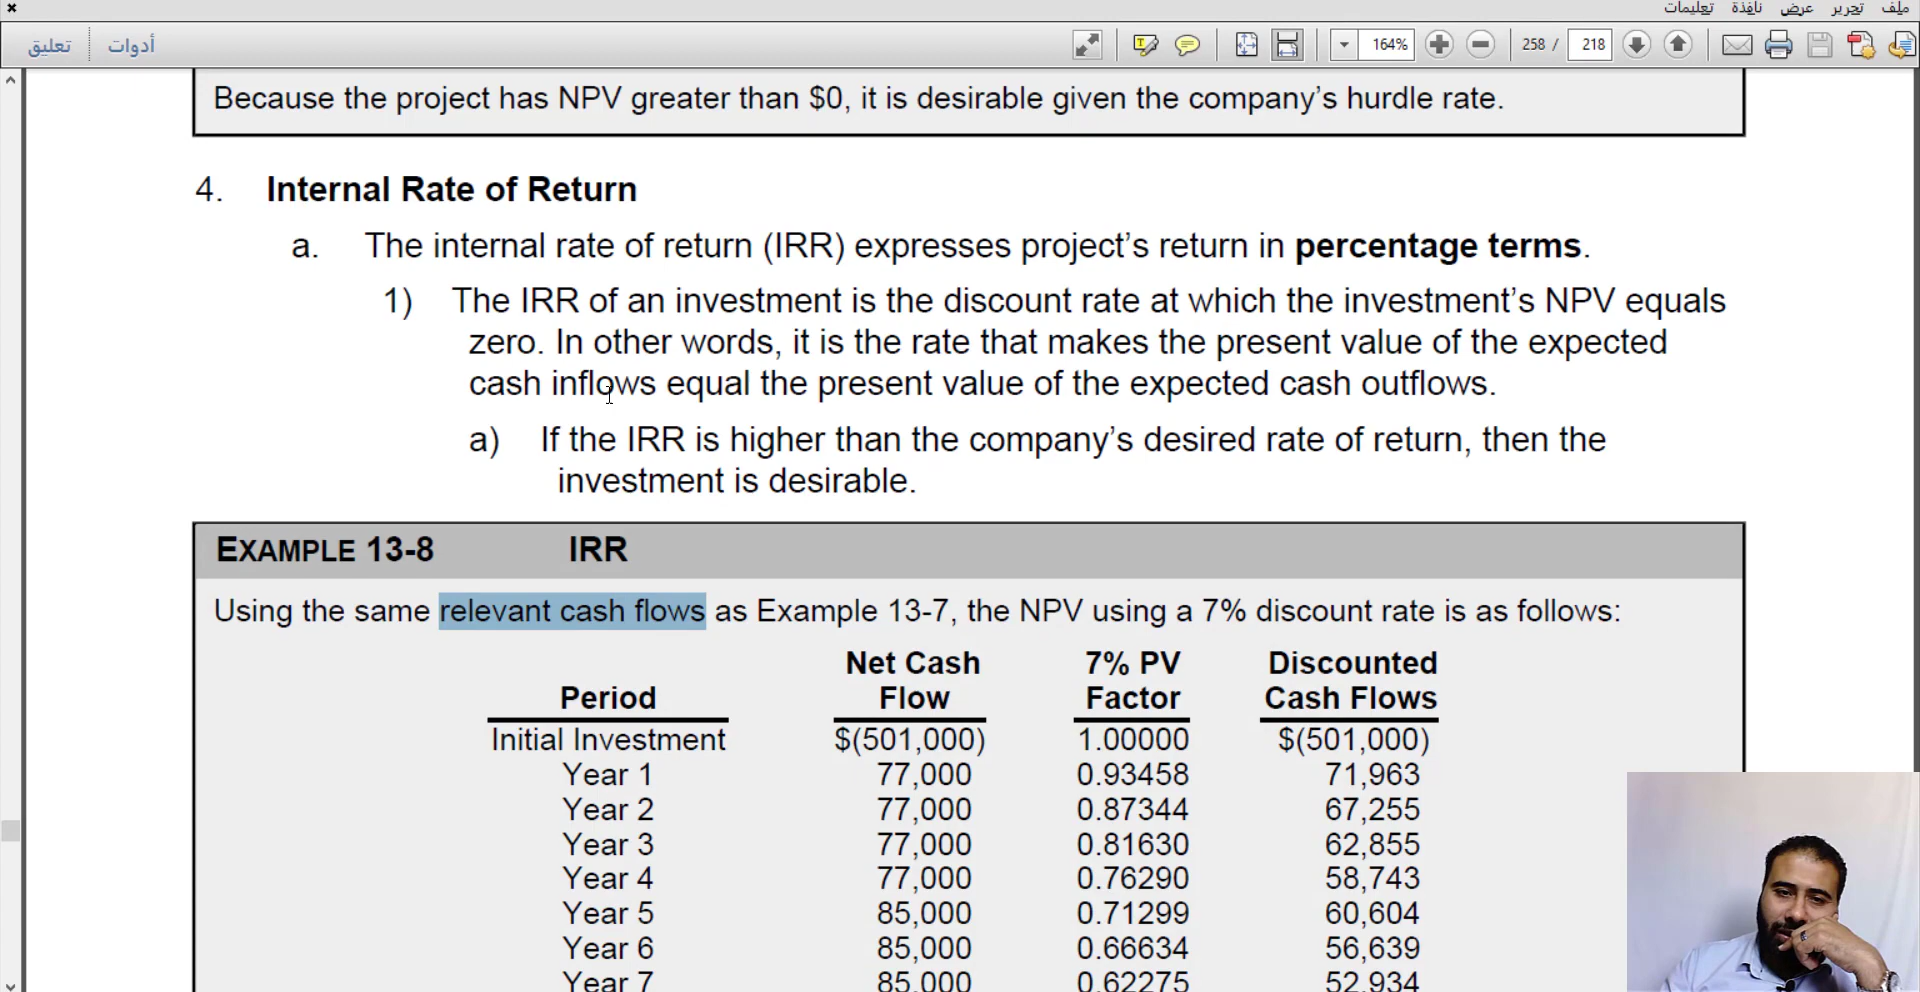 ملف تحرير عرض نافذة تعليمات
أدوات تعليق
164% 258 / 218
Because the project has NPV greater than $0, it is desirable given the company's hurdle rate.
4. Internal Rate of Return
a. The internal rate of return (IRR) expresses project's return in percentage terms.
1) The IRR of an investment is the discount rate at which the investment's NPV equals
zero. In other words, it is the rate that makes the present value of the expected
cash inflows equal the present value of the expected cash outflows.
a) If the IRR is higher than the company's desired rate of return, then the
investment is desirable.
EXAMPLE 13-8 IRR
Using the same relevant cash flows as Example 13-7, the NPV using a 7% discount rate is as follows:
Net Cash 7% PV Discounted
Period Flow Factor Cash Flows
Initial Investment $(501,000) 1.00000 $(501,000)
Year 1 77,000 0.93458 71,963
Year 2 77,000 0.87344 67,255
Year 3 77,000 0.81630 62,855
Year 4 77,000 0.76290 58,743
Year 5 85,000 0.71299 60,604
Year 6 85,000 0.66634 56,639
Year 7 85,000 0.62275 52,934